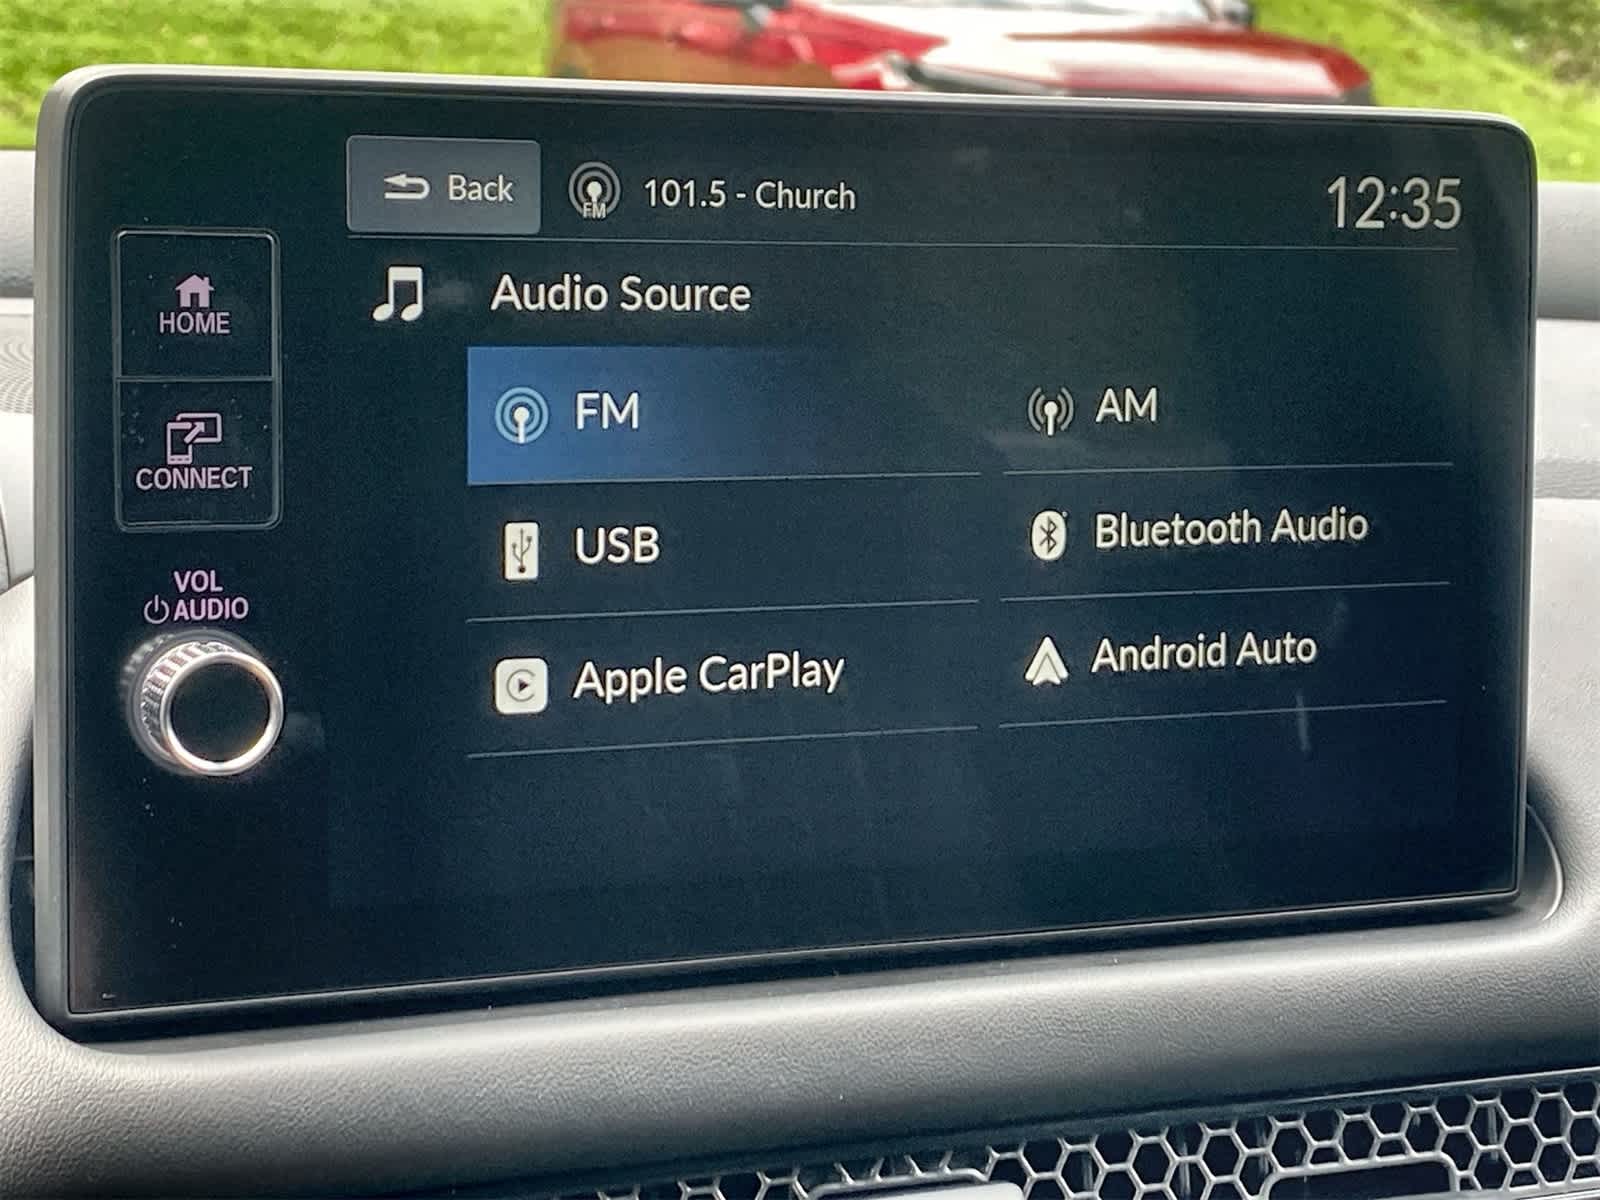 Back
FM
101.5 - Church
12:35
HOME
Audio Source
FM
AM
CONNECT
USB
Bluetooth Audio
VOL
AUDIO
Apple CarPlay
Android Auto